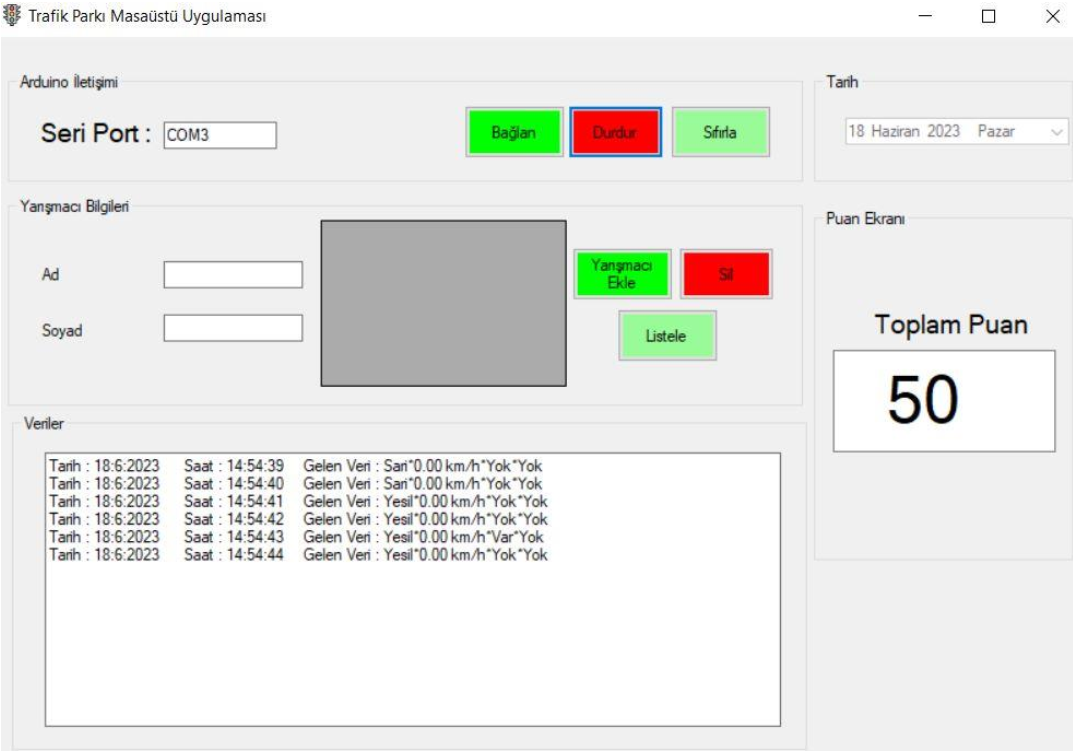 Trafik Parkı Masaüstü Uygulaması
Arduino İletişimi
Seri Port : COM3
Bağlan
Durdur
Sıfırla
Tarih
18 Haziran 2023 Pazar
Yarışmacı Bilgileri
Ad
Soyad
Yarışmacı
Ekle
Sil
Listele
Puan Ekranı
Toplam Puan
50
Veriler
Tarih : 18:6:2023 Saat : 14:54:39 Gelen Veri : Sari*0.00 km/h*Yok*Yok
Tarih : 18:6:2023 Saat : 14:54:40 Gelen Veri : Sari*0.00 km/h*Yok*Yok
Tarih : 18:6:2023 Saat : 14:54:41 Gelen Veri : Yesil*0.00 km/h*Yok*Yok
Tarih : 18:6:2023 Saat : 14:54:42 Gelen Veri : Yesil*0.00 km/h*Yok*Yok
Tarih : 18:6:2023 Saat : 14:54:43 Gelen Veri : Yesil*0.00 km/h*Var*Yok
Tarih : 18:6:2023 Saat : 14:54:44 Gelen Veri : Yesil*0.00 km/h*Yok*Yok